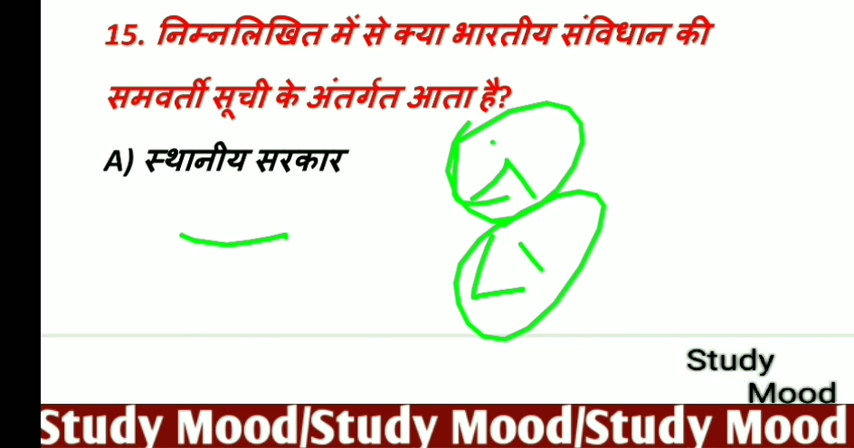 15. निम्नलिखित में से क्या भारतीय संविधान की
समवर्ती सूची के अंतर्गत आता है?
A) स्थानीय सरकार
Study
Mood
Study Mood/Study Mood/Study Mood